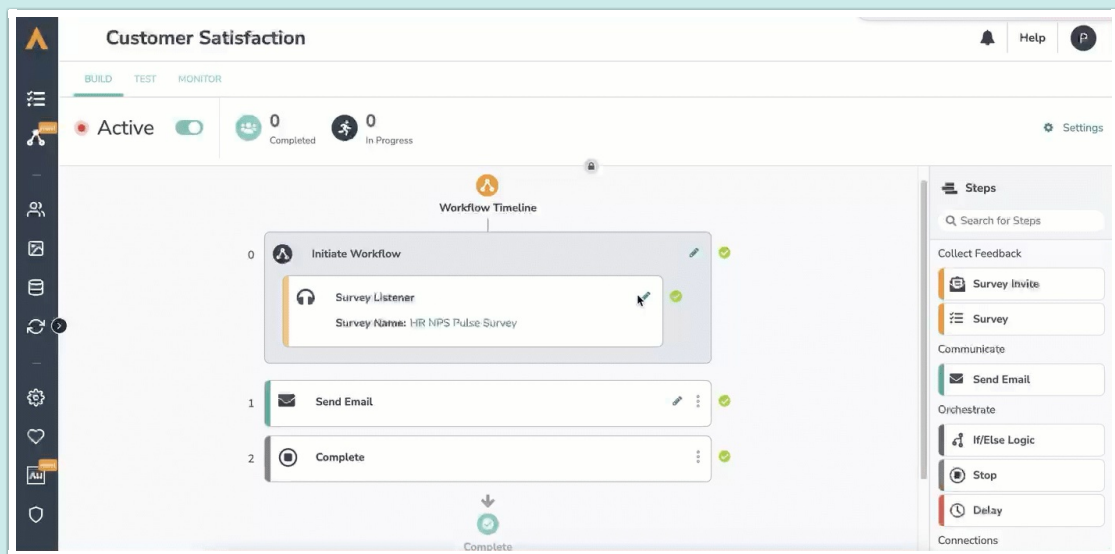 Customer Satisfaction
Help
P
BUILD TEST MONITOR
Active
0
Completed
0
In Progress
Settings
Workflow Timeline
0
Initiate Workflow
Survey Listener
Survey Name: HR NPS Pulse Survey
1
Send Email
2
Complete
Complete
Steps
Search for Steps
Collect Feedback
Survey Invite
Survey
Communicate
Send Email
Orchestrate
If/Else Logic
Stop
Delay
Connections